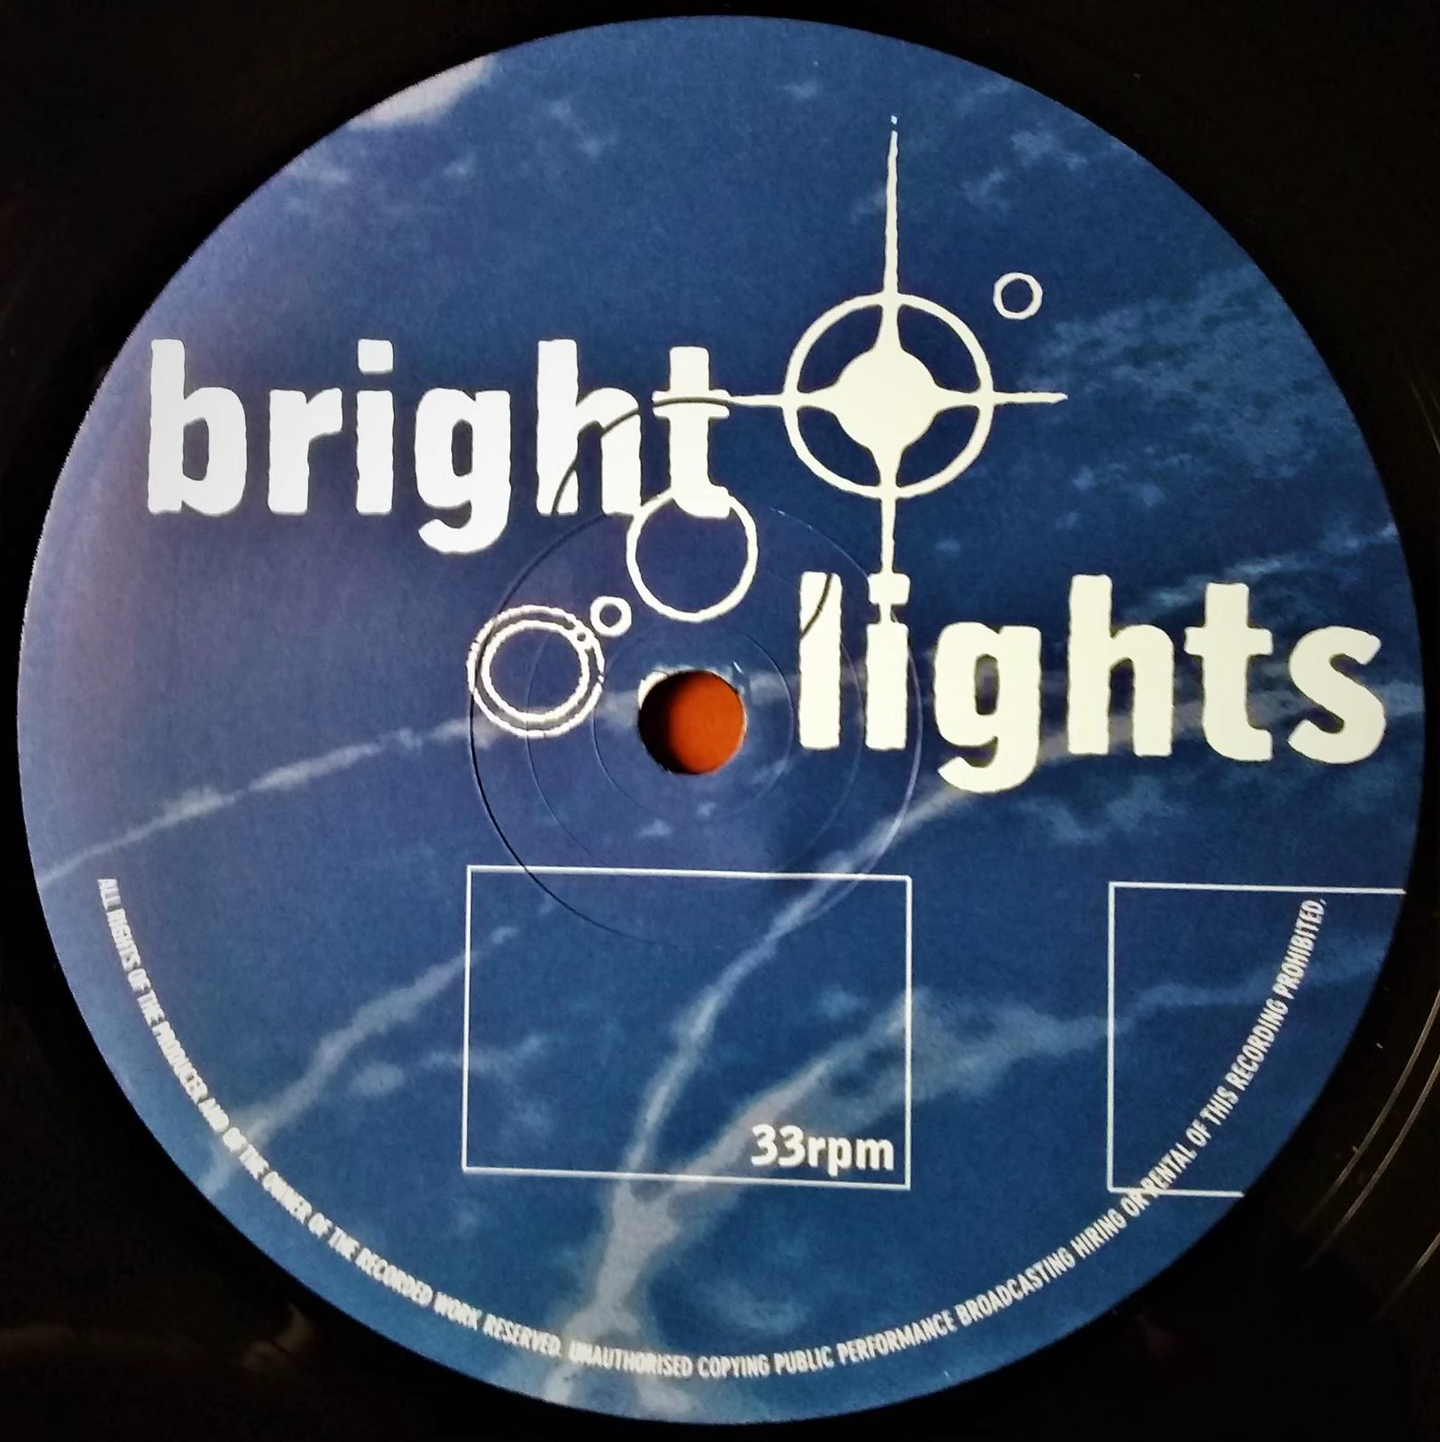 bright
lights
33rpm
ALL RIGHTS OF THE PRODUCER AND OF THE OWNER OF THE RECORDED WORK RESERVED. UNAUTHORISED COPYING PUBLIC PERFORMANCE BROADCASTING HIRING OR RENTAL OF THIS RECORDING PROHIBITED.